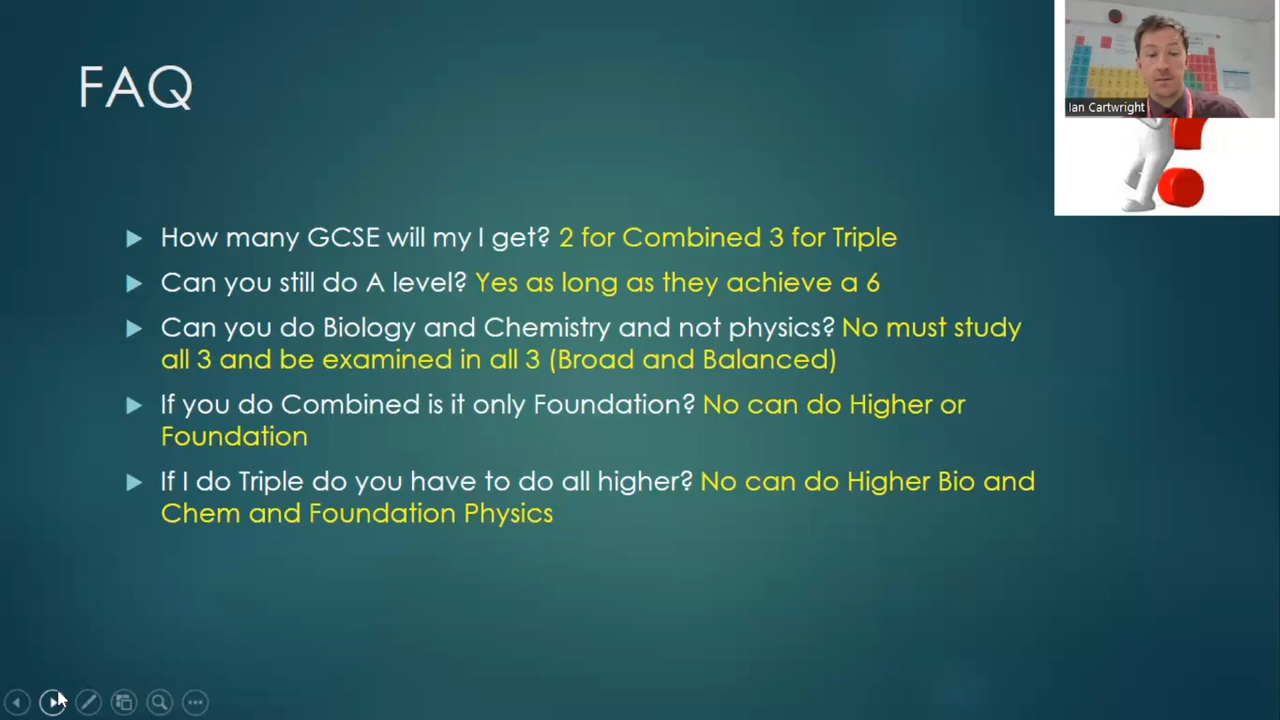 FAQ
Ian Cartwright
How many GCSE will my I get? 2 for Combined 3 for Triple
Can you still do A level? Yes as long as they achieve a 6
Can you do Biology and Chemistry and not physics? No must study
all 3 and be examined in all 3 (Broad and Balanced)
If you do Combined is it only Foundation? No can do Higher or
Foundation
If I do Triple do you have to do all higher? No can do Higher Bio and
Chem and Foundation Physics